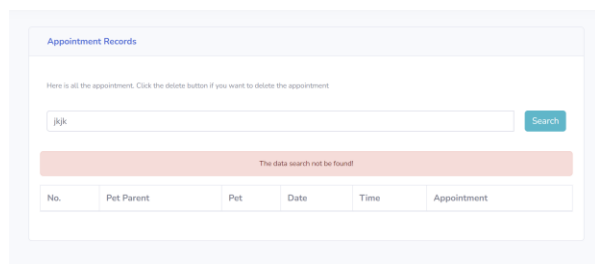 Appointment Records
Here is all the appointment. Click the delete button if you want to delete the appointment
jkjk Search
The data search not be found!
No. Pet Parent Pet Date Time Appointment